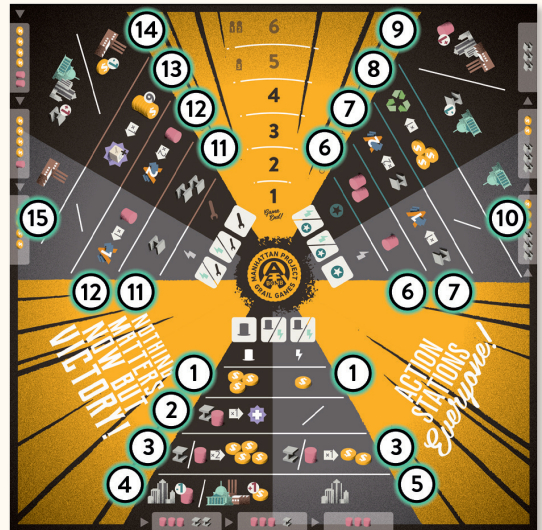 14
9
6
13
8
5
12
7
4
11
6
3
2
1
Game
End!
15
10
MANHATTAN PROJECT
GRAIL GAMES
12
11
6
7
NOTHING
MATTERS
NOW BUT
VICTORY!
ACTION
STATIONS
Everyone!
1
1
2
3
3
4
5